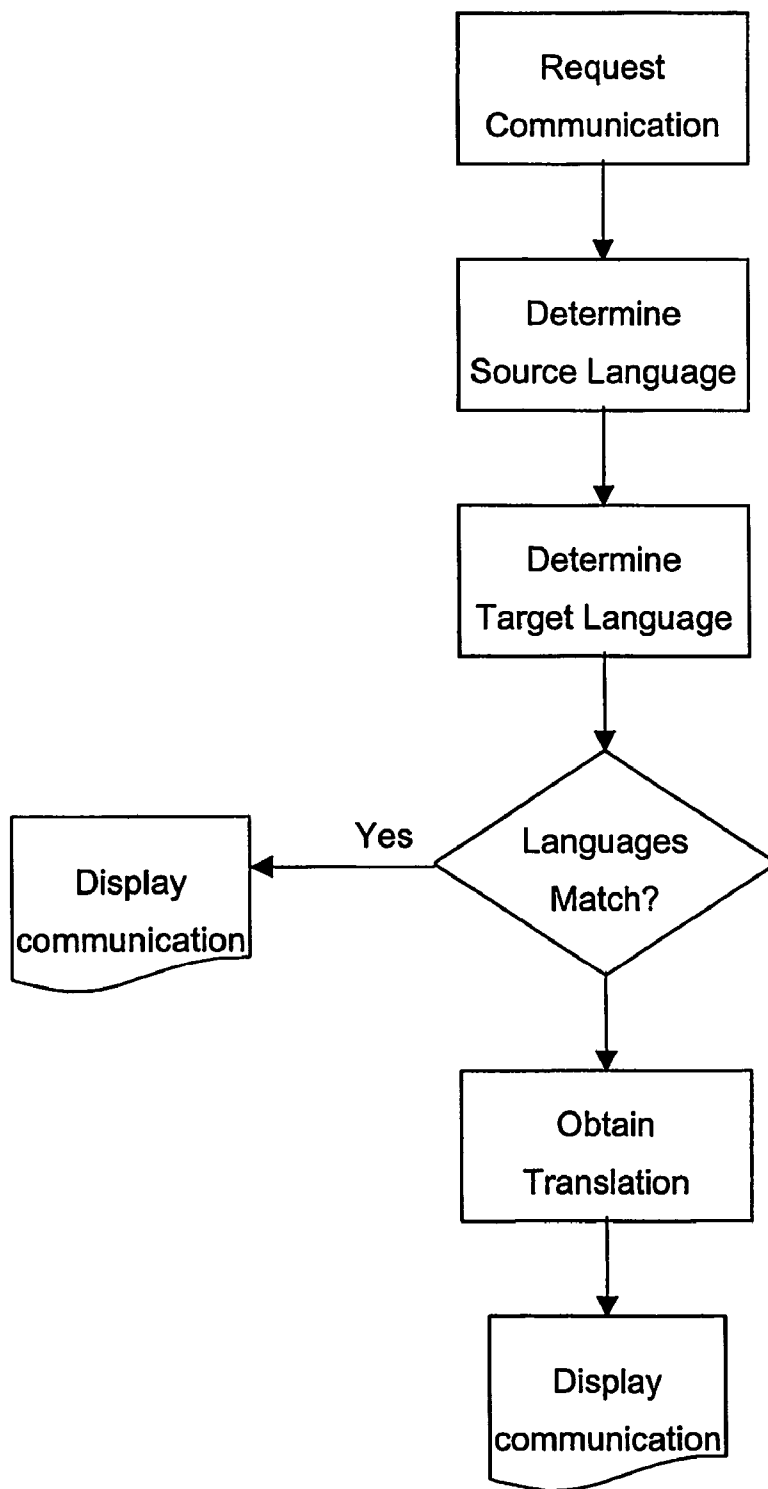 Request
Communication
Determine
Source Language
Determine
Target Language
Languages
Match?
Yes
Display
communication
Obtain
Translation
Display
communication